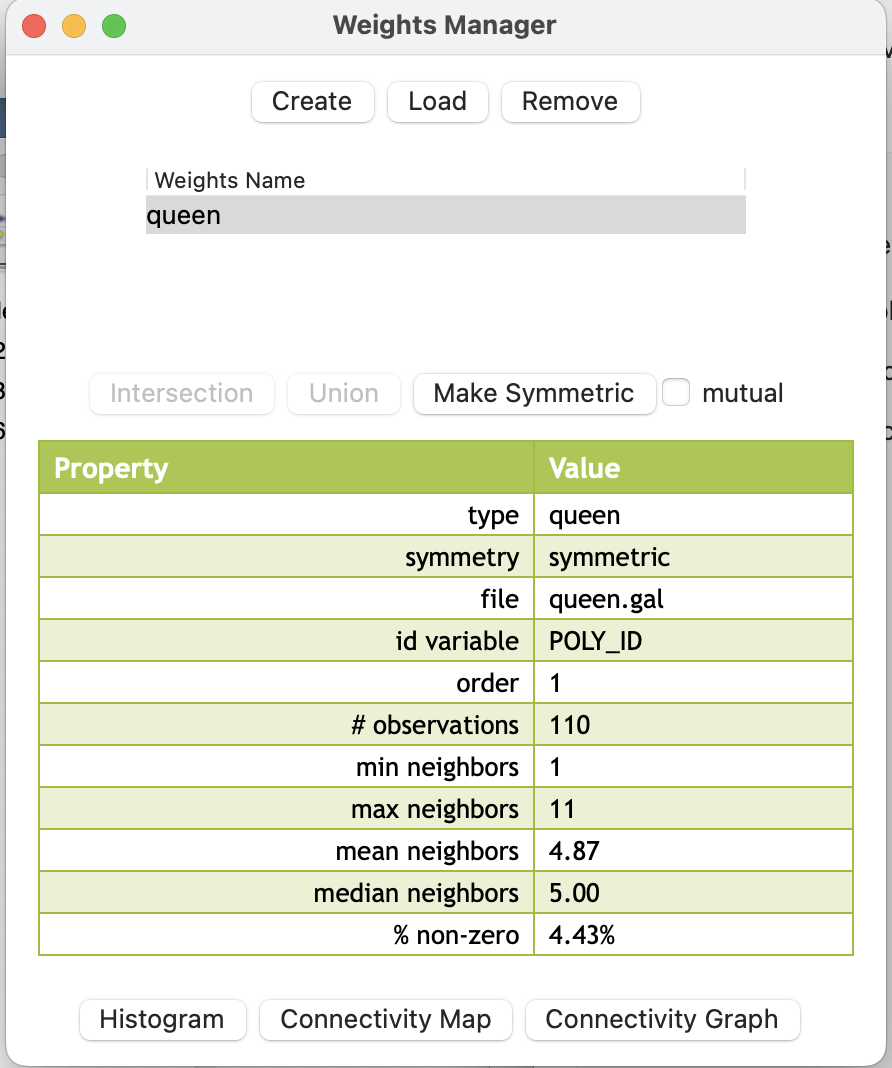 Weights Manager
Create Load Remove
Weights Name
queen
Intersection Union Make Symmetric mutual
Property Value
type queen
symmetry symmetric
file queen.gal
id variable POLY_ID
order 1
# observations 110
min neighbors 1
max neighbors 11
mean neighbors 4.87
median neighbors 5.00
% non-zero 4.43%
Histogram Connectivity Map Connectivity Graph